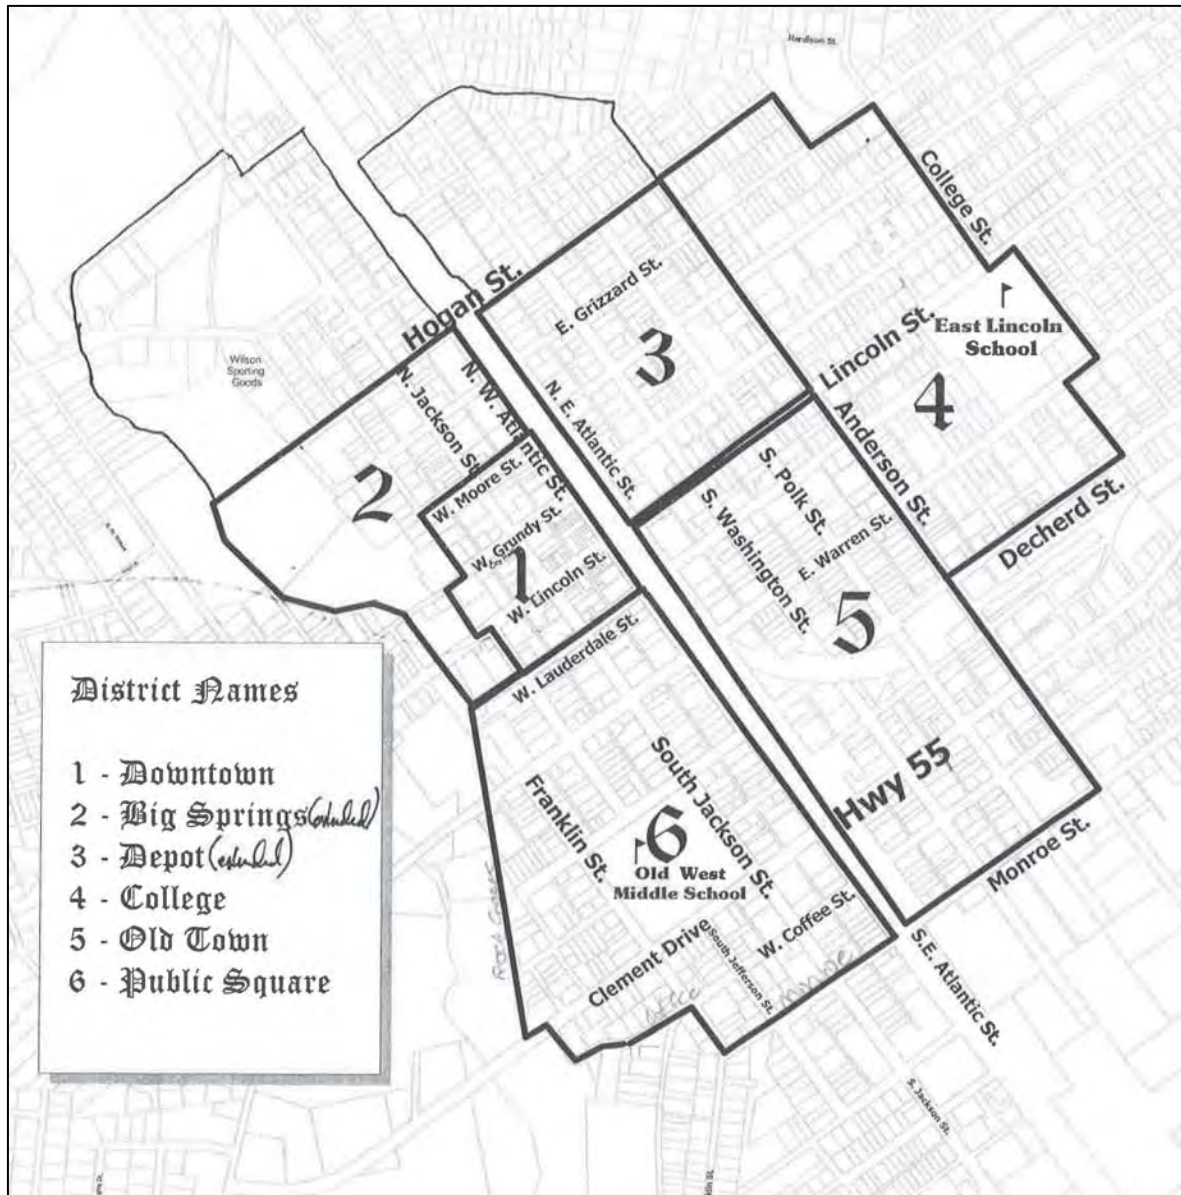 Hardison St.
College St.
Hogan St.
E. Grizzard St.
3
Lincoln St.
East Lincoln
School
4
Wilson
Sporting
Goods
N. Jackson St.
N. W. Atlantic St.
N. E. Atlantic St.
Anderson St.
Decherd St.
2
W. Moore St.
W. Grundy St.
1
W. Lincoln St.
S. Polk St.
S. Washington St.
E. Warren St.
5
W. Lauderdale St.
District Names
1 - Downtown
2 - Big Springs (extended)
3 - Depot (extended)
4 - College
5 - Old Town
6 - Public Square
Franklin St.
South Jackson St.
6
Old West
Middle School
Hwy 55
Monroe St.
Clement Drive
South Jefferson St.
W. Coffee St.
Monroe
S.E. Atlantic St.
S. Jackson St.